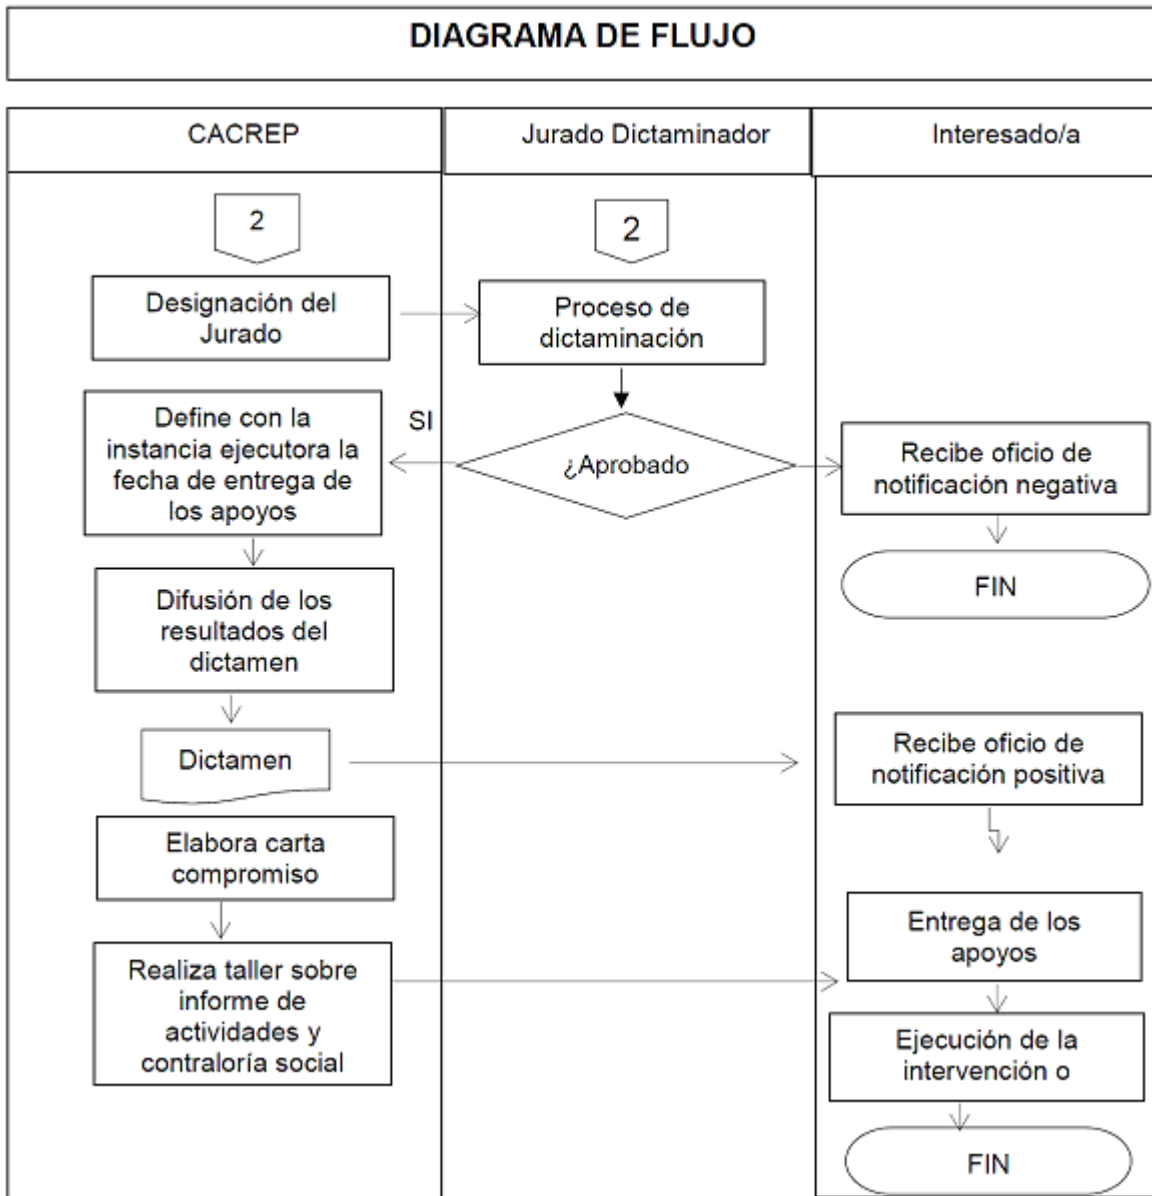 DIAGRAMA DE FLUJO
CACREP
Jurado Dictaminador
Interesado/a
2
2
Designación del
Jurado
Proceso de
dictaminación
Define con la
instancia ejecutora la
fecha de entrega de
los apoyos
SI
¿Aprobado
Recibe oficio de
notificación negativa
FIN
Difusión de los
resultados del
dictamen
Dictamen
Recibe oficio de
notificación positiva
Elabora carta
compromiso
Entrega de los
apoyos
Realiza taller sobre
informe de
actividades y
contraloría social
Ejecución de la
intervención o
FIN